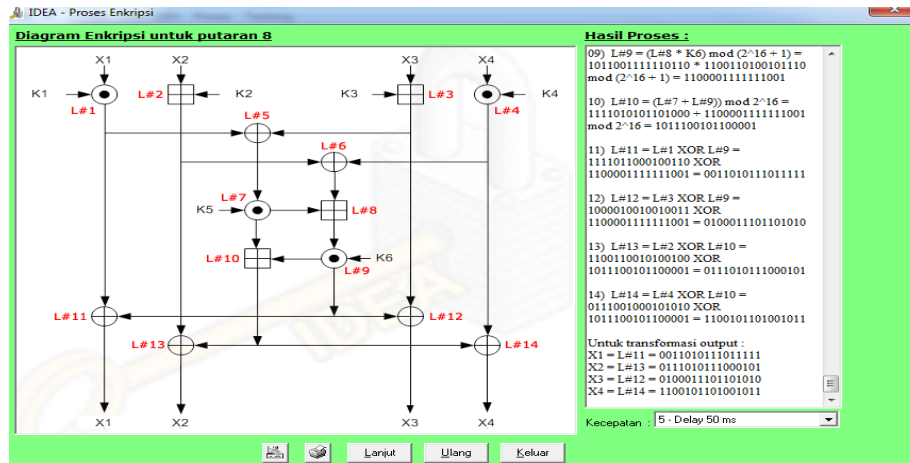 IDEA - Proses Enkripsi
Diagram Enkripsi untuk putaran 8
X1 X2 X3 X4
K1 L#2 K2 K3 L#3 K4
L#1 L#4
L#5
L#6
L#7
K5 L#8
L#10 K6
L#9
L#11 L#12
L#13 L#14
X1 X2 X3 X4
IDEA
Hasil Proses :
09) L#9 = (L#8 * K6) mod (2^16 + 1) =
1011001111110110 * 1100110100101110
mod (2^16 + 1) = 1100001111111001
10) L#10 = (L#7 + L#9)) mod 2^16 =
1111010101101000 + 1100001111111001
mod 2^16 = 1011100101100001
11) L#11 = L#1 XOR L#9 =
1111011000100110 XOR
1100001111111001 = 0011010111011111
12) L#12 = L#3 XOR L#9 =
1000010010010011 XOR
1100001111111001 = 0100011101101010
13) L#13 = L#2 XOR L#10 =
1100110010100100 XOR
1011100101100001 = 0111010111000101
14) L#14 = L#4 XOR L#10 =
0111001000101010 XOR
1011100101100001 = 1100101101001011
Untuk transformasi output :
X1 = L#11 = 0011010111011111
X2 = L#13 = 0111010111000101
X3 = L#12 = 0100011101101010
X4 = L#14 = 1100101101001011
Kecepatan : 5 - Delay 50 ms
Lanjut Ulang Keluar